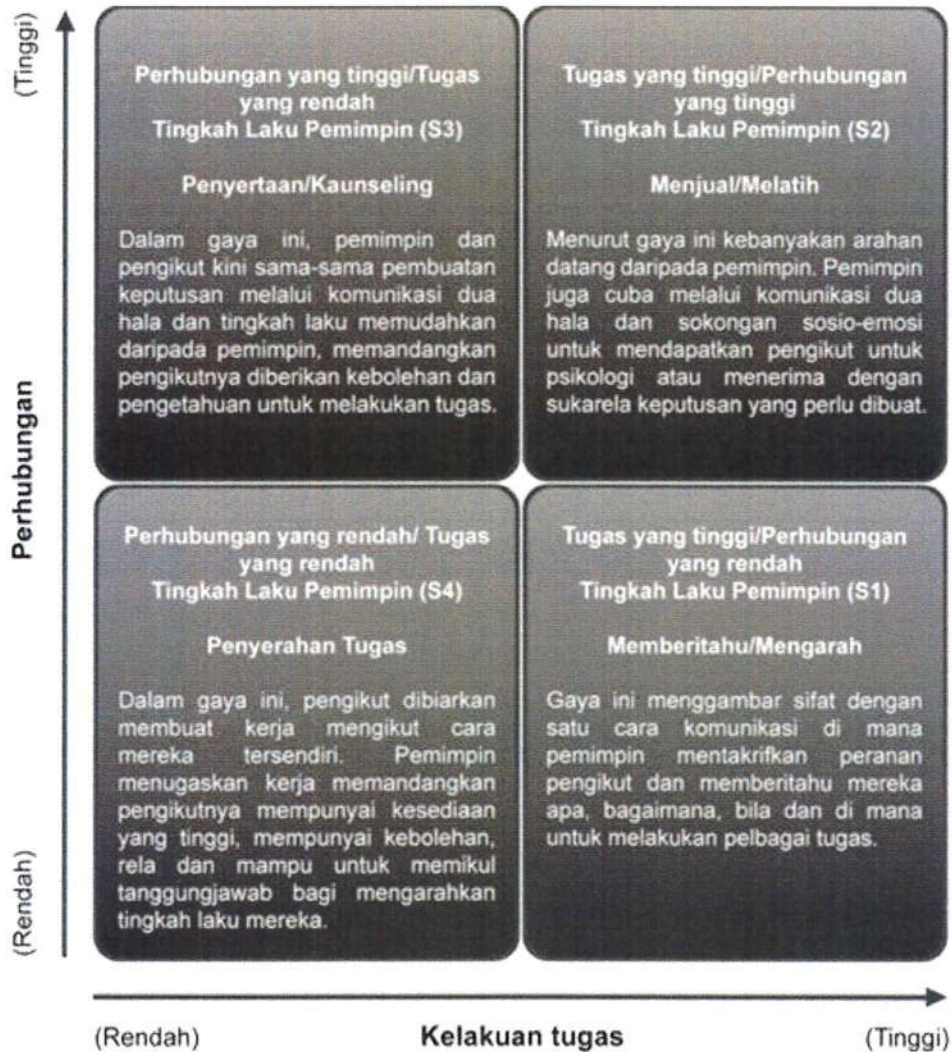 (Tinggi)
Perhubungan yang tinggi/Tugas
yang rendah
Tingkah Laku Pemimpin (S3)
Penyertaan/Kaunseling
Dalam gaya ini, pemimpin dan
pengikut kini sama-sama pembuatan
keputusan melalui komunikasi dua
hala dan tingkah laku memudahkan
daripada pemimpin, memandangkan
pengikutnya diberikan kebolehan dan
pengetahuan untuk melakukan tugas.
Tugas yang tinggi/Perhubungan
yang tinggi
Tingkah Laku Pemimpin (S2)
Menjual/Melatih
Menurut gaya ini kebanyakan arahan
datang daripada pemimpin. Pemimpin
juga cuba melalui komunikasi dua
hala dan sokongan sosio-emosi
untuk mendapatkan pengikut untuk
psikologi atau menerima dengan
sukarela keputusan yang perlu dibuat.
Perhubungan
Perhubungan yang rendah/ Tugas
yang rendah
Tingkah Laku Pemimpin (S4)
Penyerahan Tugas
Dalam gaya ini, pengikut dibiarkan
membuat kerja mengikut cara
mereka tersendiri. Pemimpin
menugaskan kerja memandangkan
pengikutnya mempunyai kesediaan
yang tinggi, mempunyai kebolehan,
rela dan mampu untuk memikul
tanggungjawab bagi mengarahkan
tingkah laku mereka.
Tugas yang tinggi/Perhubungan
yang rendah
Tingkah Laku Pemimpin (S1)
Memberitahu/Mengarah
Gaya ini menggambar sifat dengan
satu cara komunikasi di mana
pemimpin mentakrifkan peranan
pengikut dan memberitahu mereka
apa, bagaimana, bila dan di mana
untuk melakukan pelbagai tugas.
(Rendah)
(Rendah)
Kelakuan tugas
(Tinggi)